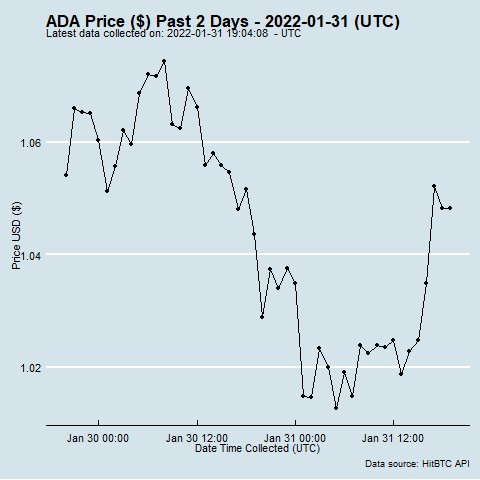 ADA Price ($) Past 2 Days - 2022-01-31 (UTC)
Latest data collected on: 2022-01-31 19:04:08 - UTC
1.06
1.04
1.02
Price USD ($)
Jan 30 00:00 Jan 30 12:00 Jan 31 00:00 Jan 31 12:00
Date Time Collected (UTC)
Data source: HitBTC API